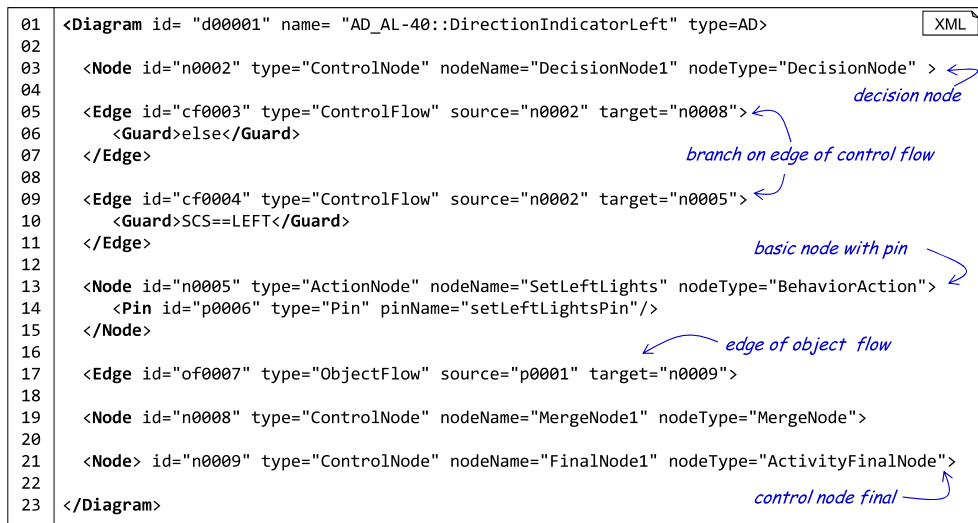 XML
01 <Diagram id= "d00001" name= "AD_AL-40::DirectionIndicatorLeft" type=AD>
02
03 <Node id="n0002" type="ControlNode" nodeName="DecisionNode1" nodeType="DecisionNode" >
04
decision node
05 <Edge id="cf0003" type="ControlFlow" source="n0002" target="n0008">
06 <Guard>else</Guard>
07 </Edge>
branch on edge of control flow
08
09 <Edge id="cf0004" type="ControlFlow" source="n0002" target="n0005">
10 <Guard>SCS==LEFT</Guard>
11 </Edge>
basic node with pin
12
13 <Node id="n0005" type="ActionNode" nodeName="SetLeftLights" nodeType="BehaviorAction">
14 <Pin id="p0006" type="Pin" pinName="setLeftLightsPin"/>
15 </Node>
16
edge of object flow
17 <Edge id="of0007" type="ObjectFlow" source="p0001" target="n0009">
18
19 <Node id="n0008" type="ControlNode" nodeName="MergeNode1" nodeType="MergeNode">
20
21 <Node> id="n0009" type="ControlNode" nodeName="FinalNode1" nodeType="ActivityFinalNode">
22
control node final
23 </Diagram>